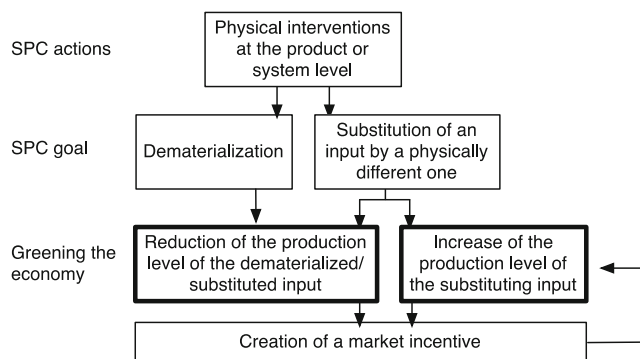 SPC actions
Physical interventions
at the product or
system level
SPC goal
Dematerialization
Substitution of an
input by a physically
different one
Greening the
economy
Reduction of the production
level of the dematerialized/
substituted input
Increase of the
production level of
the substituting input
Creation of a market incentive